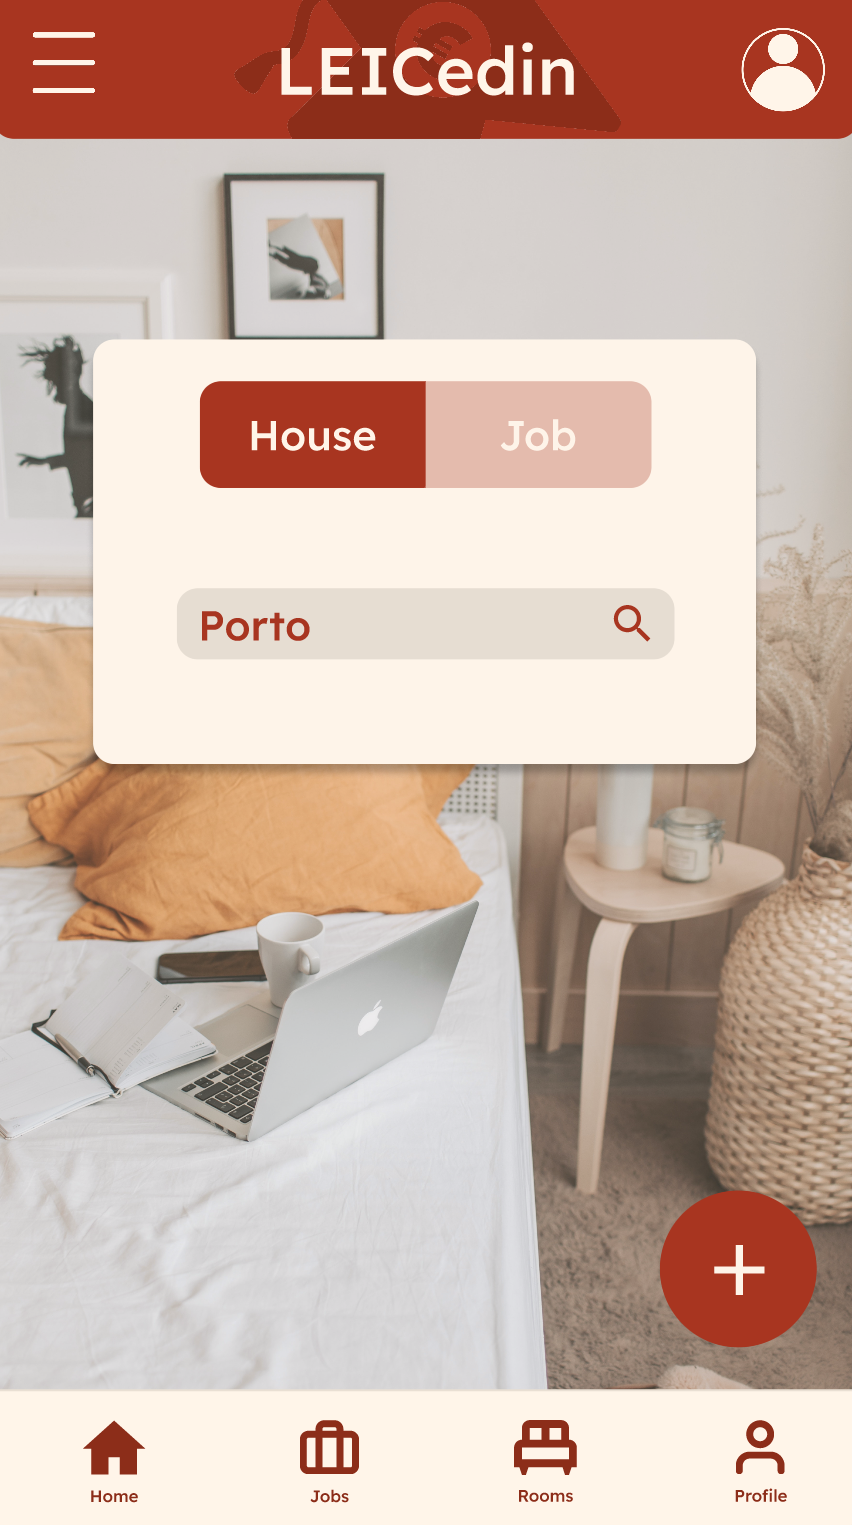 LEICedin
House
Job
Porto
Home
Jobs
Rooms
Profile